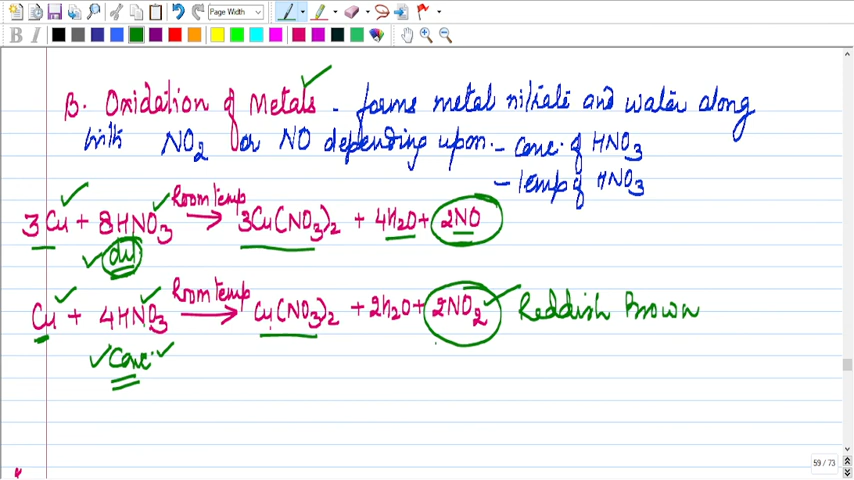 Page Width
B I
B. Oxidation of Metals - forms metal nitrate and water along
with NO2 or NO depending upon - conc. of HNO3
- temp of HNO3
Room temp
3Cu + 8HNO3 → 3Cu(NO3)2 + 4H2O + 2NO
dil
Room temp
Cu + 4HNO3 → Cu(NO3)2 + 2H2O + 2NO2 Reddish Brown
Conc.
59 / 73